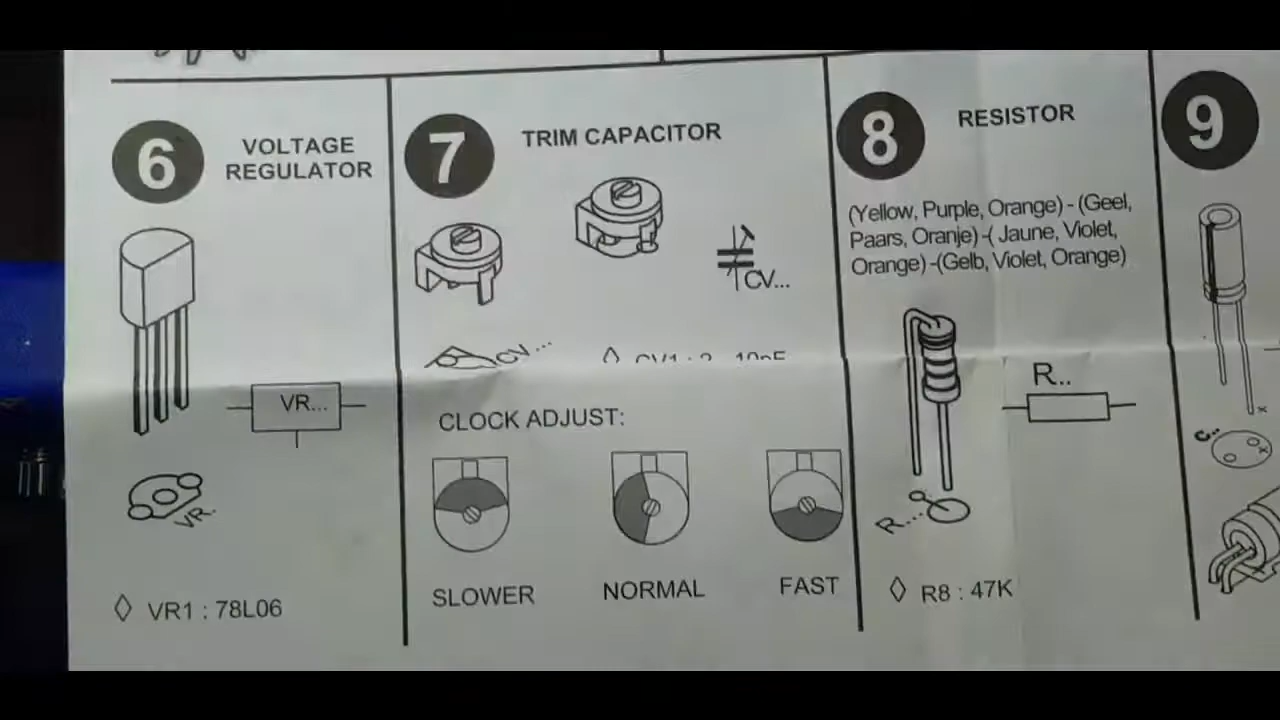 6
VOLTAGE
REGULATOR
VR...
VR.
VR1 : 78L06
7
TRIM CAPACITOR
CV...
CV...
CLOCK ADJUST:
SLOWER
NORMAL
FAST
8
RESISTOR
(Yellow, Purple, Orange) - (Geel,
Paars, Oranje) -( Jaune, Violet,
Orange) -(Gelb, Violet, Orange)
R..
R...
R8 : 47K
9
C..